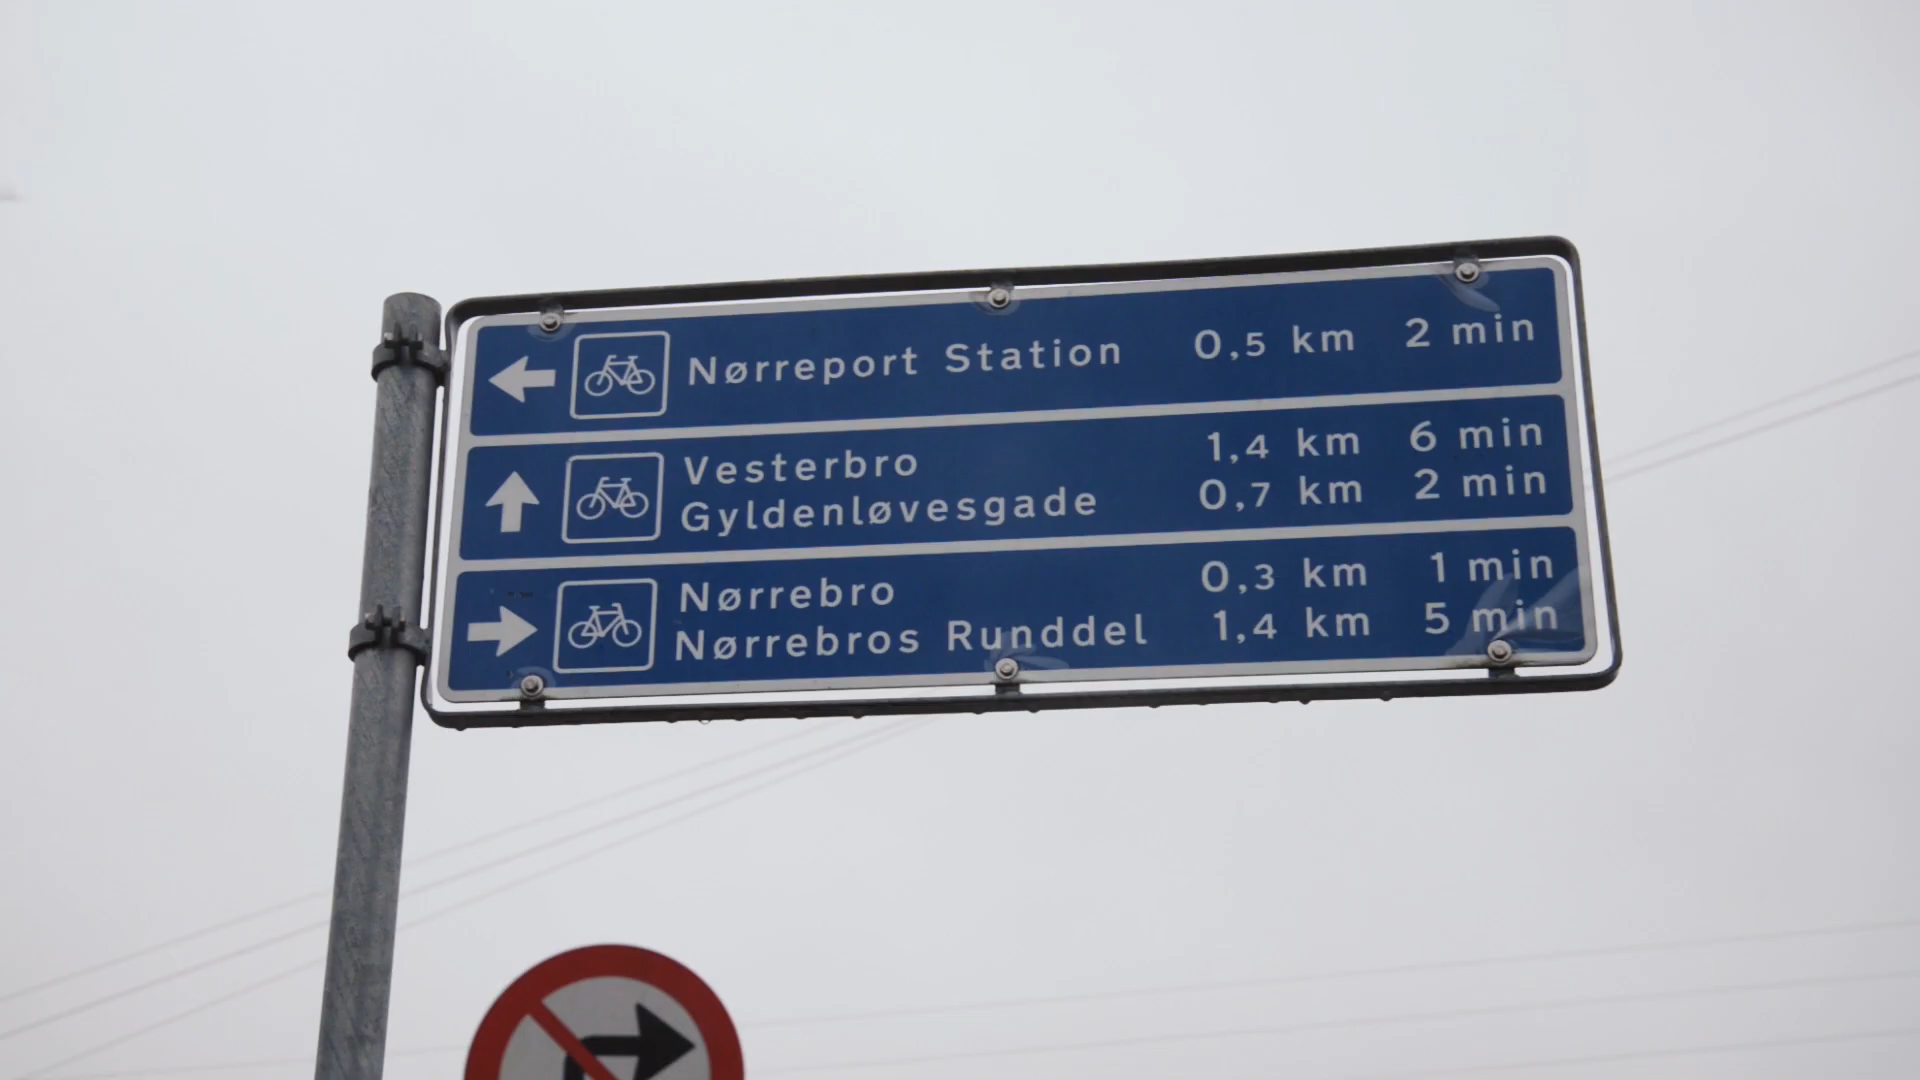 Nørreport Station 0,5 km 2 min
Vesterbro 1,4 km 6 min
Gyldenløvesgade 0,7 km 2 min
Nørrebro 0,3 km 1 min
Nørrebros Runddel 1,4 km 5 min